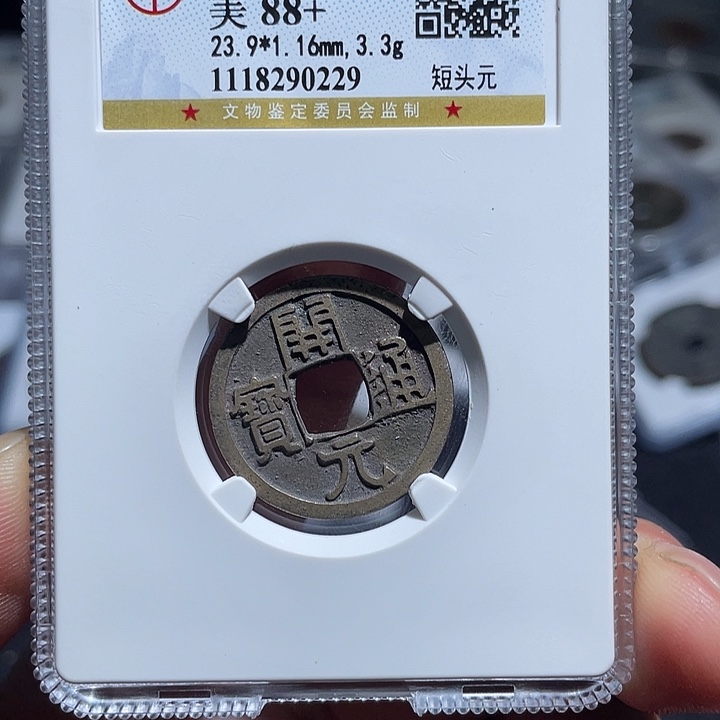 美 88+
23.9*1.16mm,3.3g
1118290229 短头元
★ 文物鉴定委员会监制 ★
開
通
元
寶